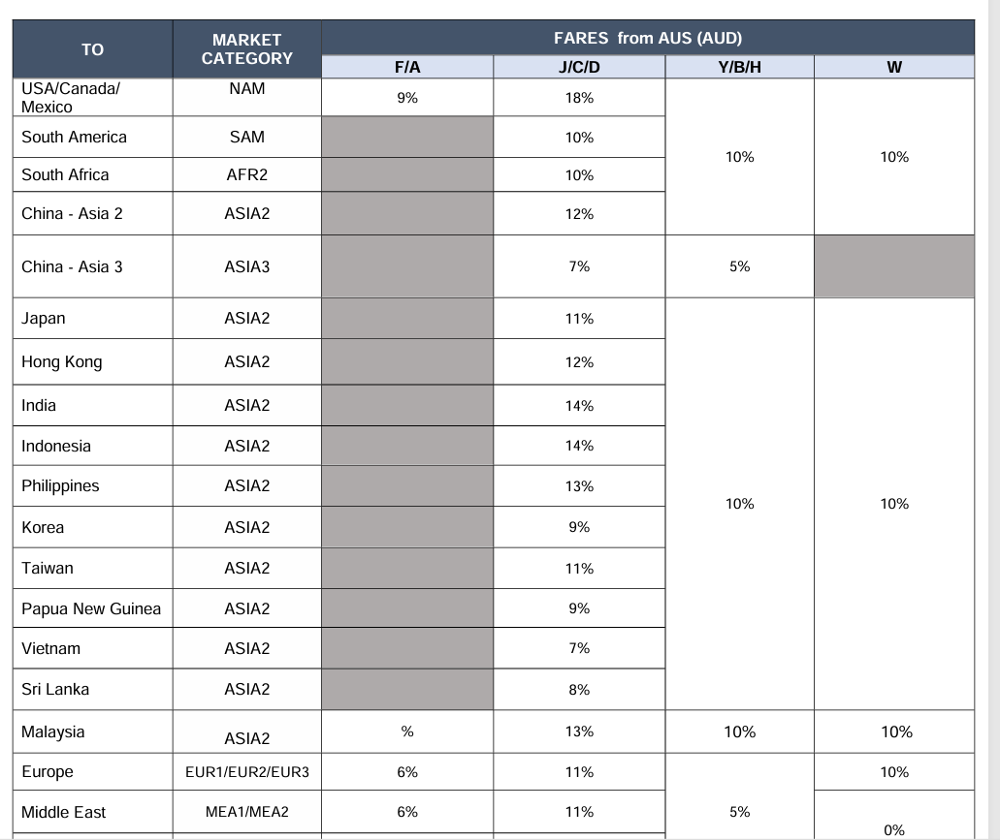 TO MARKET CATEGORY FARES from AUS (AUD)
F/A J/C/D Y/B/H W
USA/Canada/
Mexico NAM 9% 18% 10% 10%
South America SAM 10%
South Africa AFR2 10%
China - Asia 2 ASIA2 12%
China - Asia 3 ASIA3 7% 5%
Japan ASIA2 11% 10% 10%
Hong Kong ASIA2 12%
India ASIA2 14%
Indonesia ASIA2 14%
Philippines ASIA2 13%
Korea ASIA2 9%
Taiwan ASIA2 11%
Papua New Guinea ASIA2 9%
Vietnam ASIA2 7%
Sri Lanka ASIA2 8%
Malaysia ASIA2 % 13% 10% 10%
Europe EUR1/EUR2/EUR3 6% 11% 5% 10%
Middle East MEA1/MEA2 6% 11% 0%